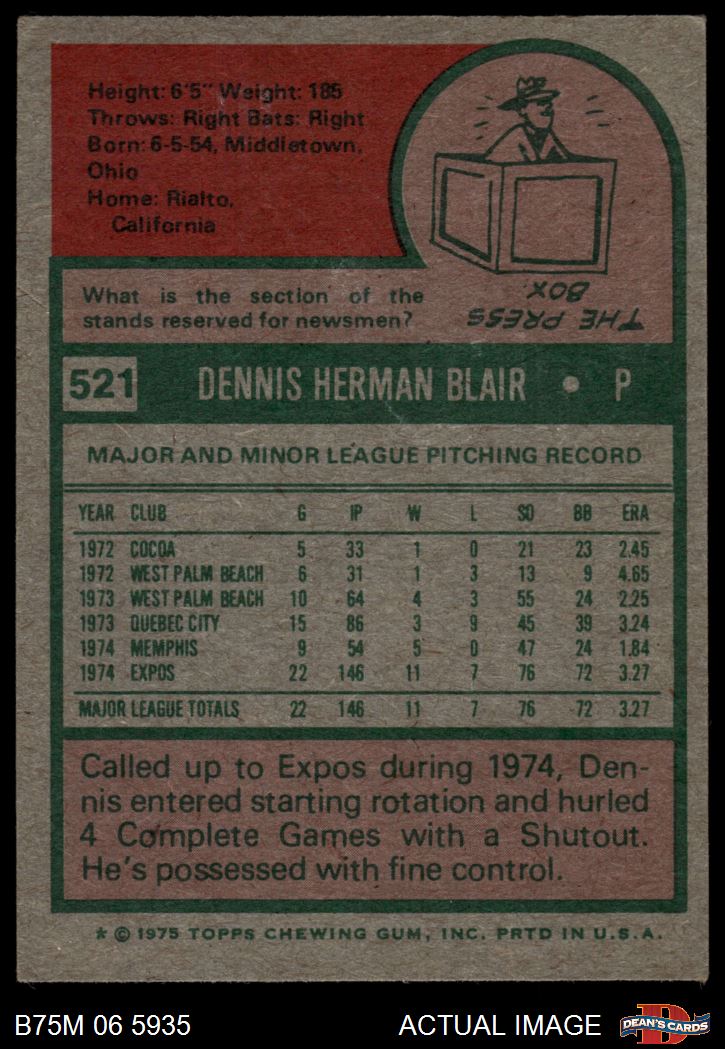 Height: 6'5" Weight: 185
Throws: Right Bats: Right
Born: 6-5-54, Middletown,
Ohio
Home: Rialto,
California
What is the section of the
stands reserved for newsmen?
THE PRESS
BOX
521 DENNIS HERMAN BLAIR • P
MAJOR AND MINOR LEAGUE PITCHING RECORD
YEAR CLUB G IP W L SO BB ERA
1972 COCOA 5 33 1 0 21 23 2.45
1972 WEST PALM BEACH 6 31 1 3 13 9 4.65
1973 WEST PALM BEACH 10 64 4 3 55 24 2.25
1973 QUEBEC CITY 15 86 3 9 45 39 3.24
1974 MEMPHIS 9 54 5 0 47 24 1.84
1974 EXPOS 22 146 11 7 76 72 3.27
MAJOR LEAGUE TOTALS 22 146 11 7 76 72 3.27
Called up to Expos during 1974, Den-
nis entered starting rotation and hurled
4 Complete Games with a Shutout.
He's possessed with fine control.
* © 1975 TOPPS CHEWING GUM, INC. PRTD IN U.S.A.
B75M 06 5935 ACTUAL IMAGE
D
DEAN'S CARDS